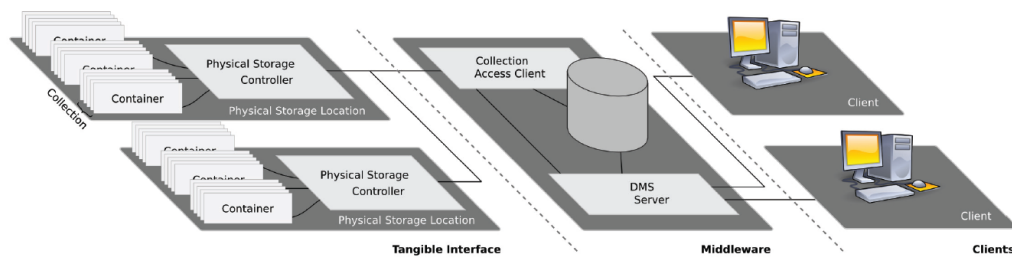 Container
Container
Container
Collection
Physical Storage
Controller
Physical Storage Location
Container
Container
Container
Physical Storage
Controller
Physical Storage Location
Collection
Access Client
DMS
Server
Client
Client
Tangible Interface
Middleware
Clients